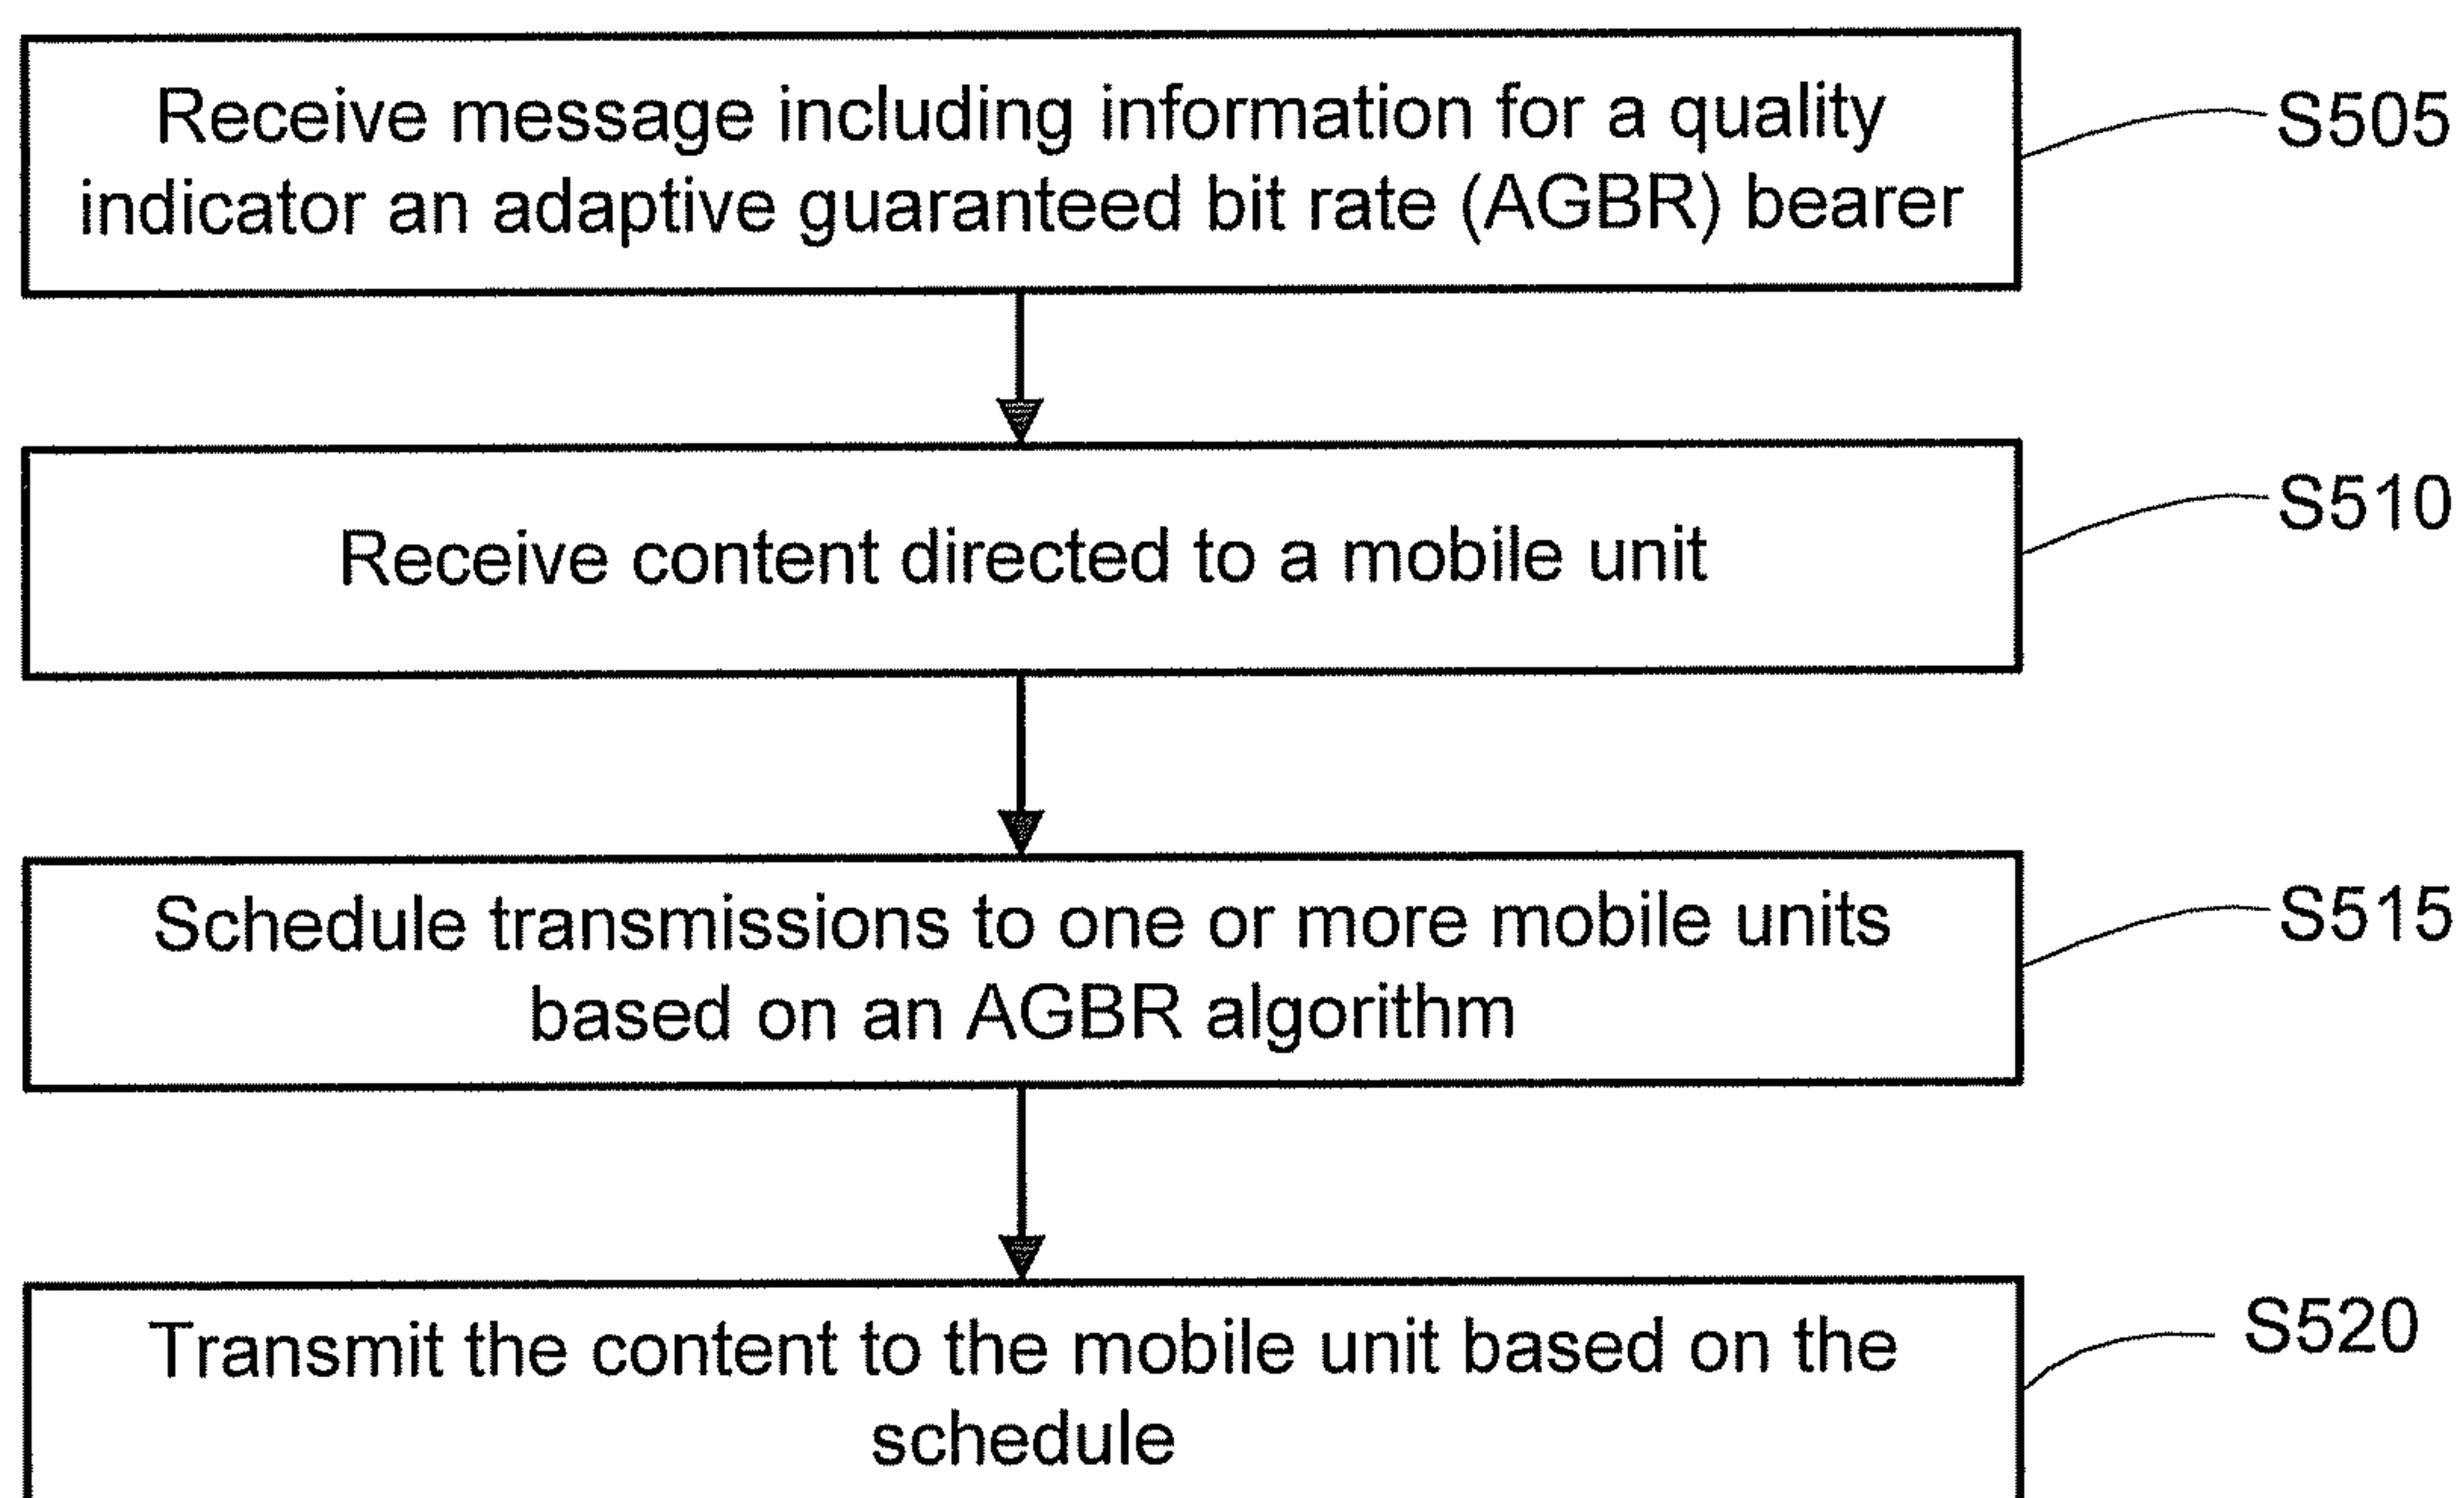 Receive message including information for a quality
indicator an adaptive guaranteed bit rate (AGBR) bearer
S505
Receive content directed to a mobile unit
S510
Schedule transmissions to one or more mobile units
based on an AGBR algorithm
S515
Transmit the content to the mobile unit based on the
schedule
S520